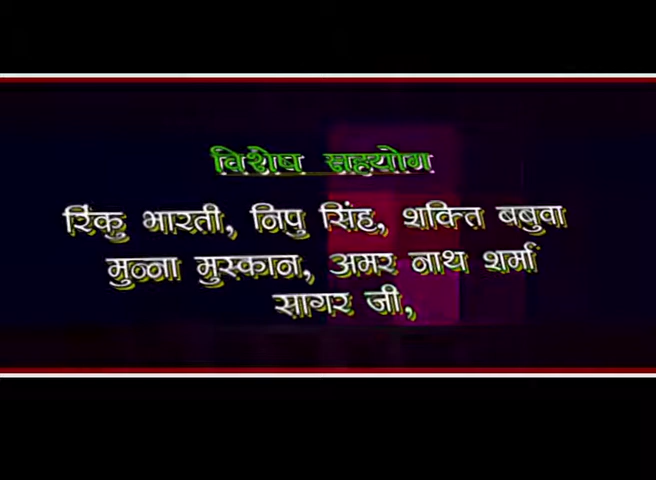 विशेष सहयोग
रिंकु भारती, निपु सिंह, शक्ति बबुवा
मुन्ना मुस्कान, अमर नाथ शर्मा
सागर जी,